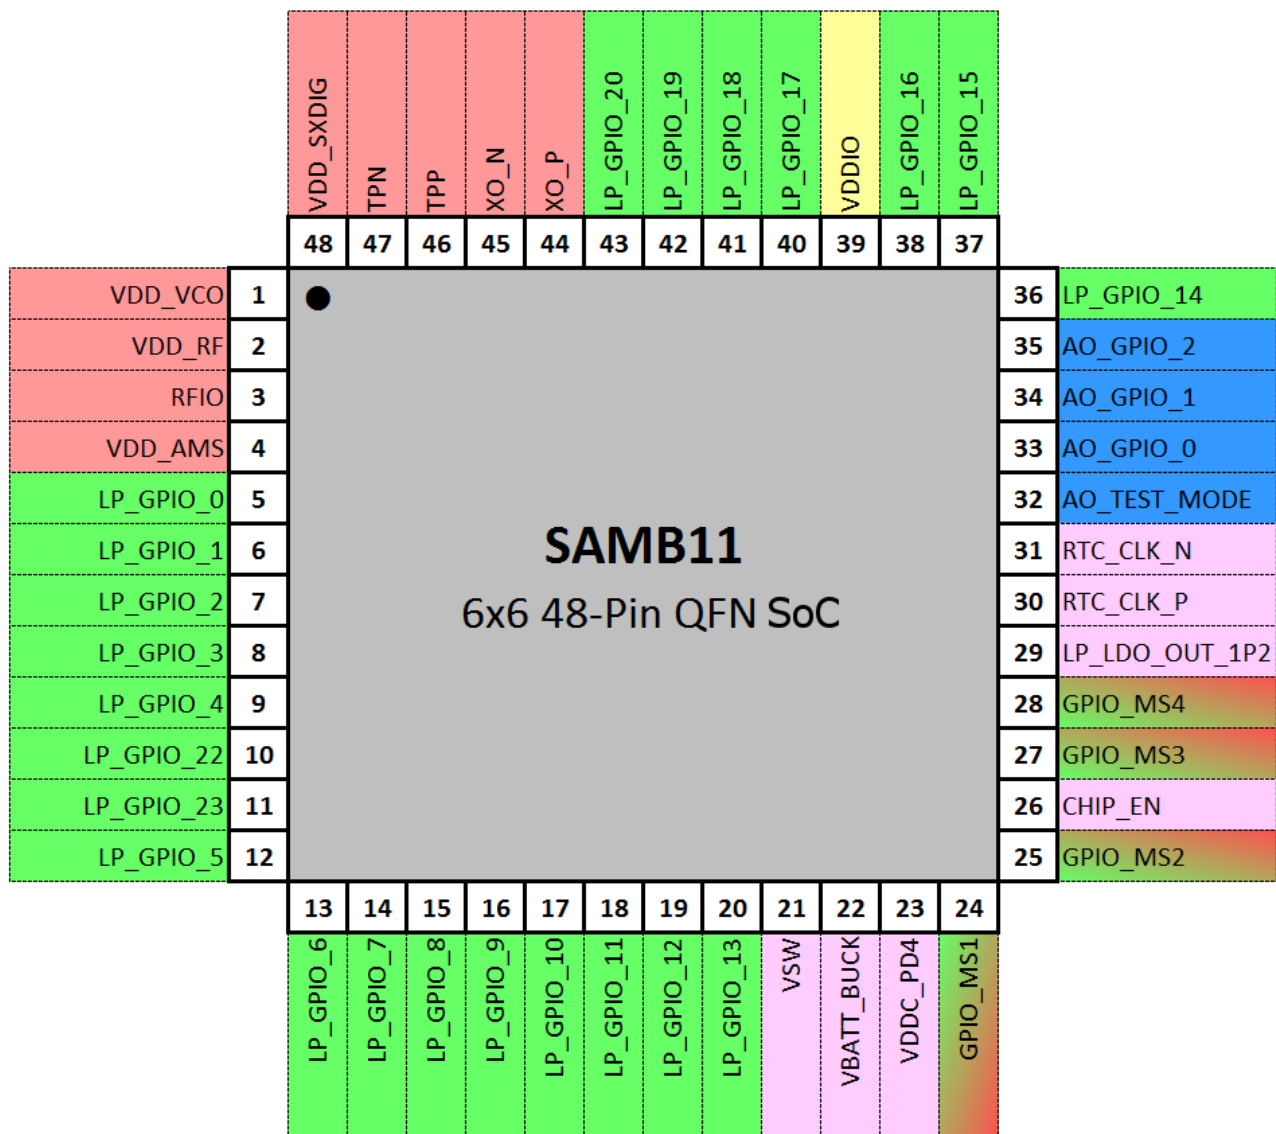 VDD_SXDIG
TPN
TPP
XO_N
XO_P
LP_GPIO_20
LP_GPIO_19
LP_GPIO_18
LP_GPIO_17
VDDIO
LP_GPIO_16
LP_GPIO_15
48 47 46 45 44 43 42 41 40 39 38 37
VDD_VCO 1
VDD_RF 2
RFIO 3
VDD_AMS 4
LP_GPIO_0 5
LP_GPIO_1 6
LP_GPIO_2 7
LP_GPIO_3 8
LP_GPIO_4 9
LP_GPIO_22 10
LP_GPIO_23 11
LP_GPIO_5 12
SAMB11
6x6 48-Pin QFN SoC
36 LP_GPIO_14
35 AO_GPIO_2
34 AO_GPIO_1
33 AO_GPIO_0
32 AO_TEST_MODE
31 RTC_CLK_N
30 RTC_CLK_P
29 LP_LDO_OUT_1P2
28 GPIO_MS4
27 GPIO_MS3
26 CHIP_EN
25 GPIO_MS2
13 14 15 16 17 18 19 20 21 22 23 24
LP_GPIO_6
LP_GPIO_7
LP_GPIO_8
LP_GPIO_9
LP_GPIO_10
LP_GPIO_11
LP_GPIO_12
LP_GPIO_13
VSW
VBATT_BUCK
VDDC_PD4
GPIO_MS1